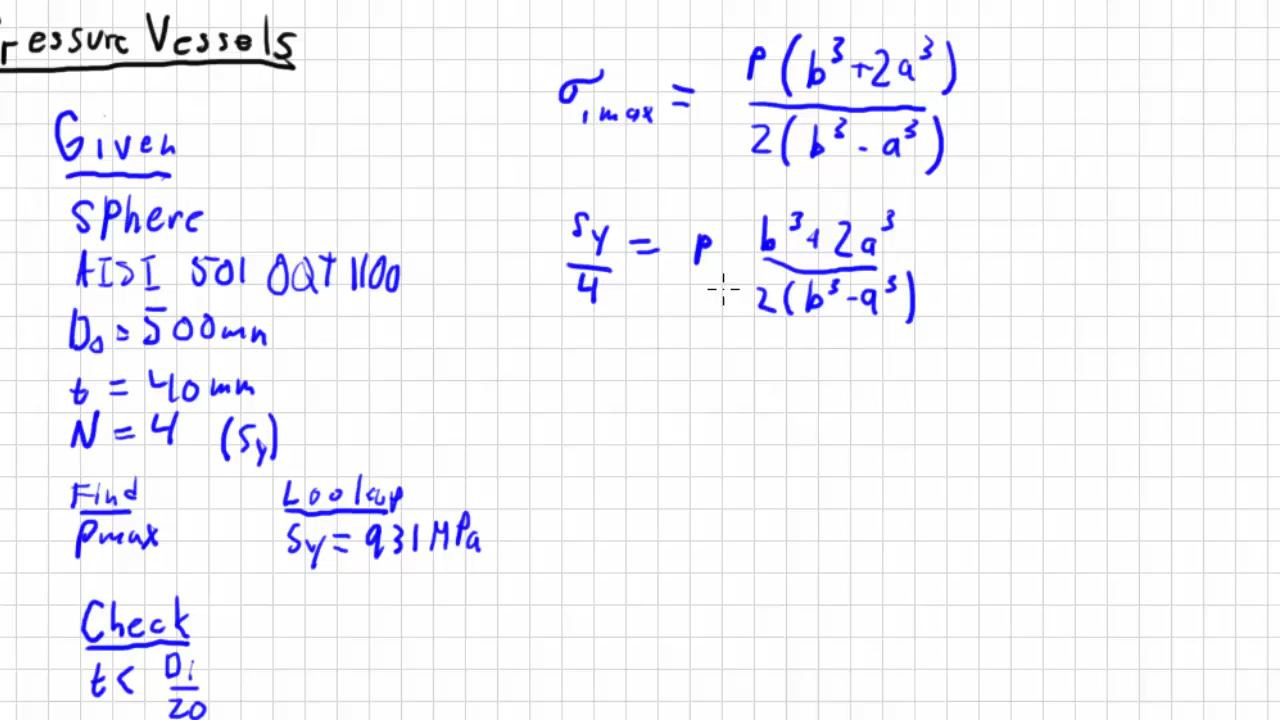 ressure Vessels
Given
Sphere
AISI 501 OQT 1100
D₀ = 500mm
t = 40mm
N = 4 (Sy)
Find
Pmax
Lookup
Sy = 931 MPa
Check
t < Di/20
σ₁max = P(b³+2a³) / 2(b³-a³)
Sy/4 = P b³+2a³ / 2(b³-a³)